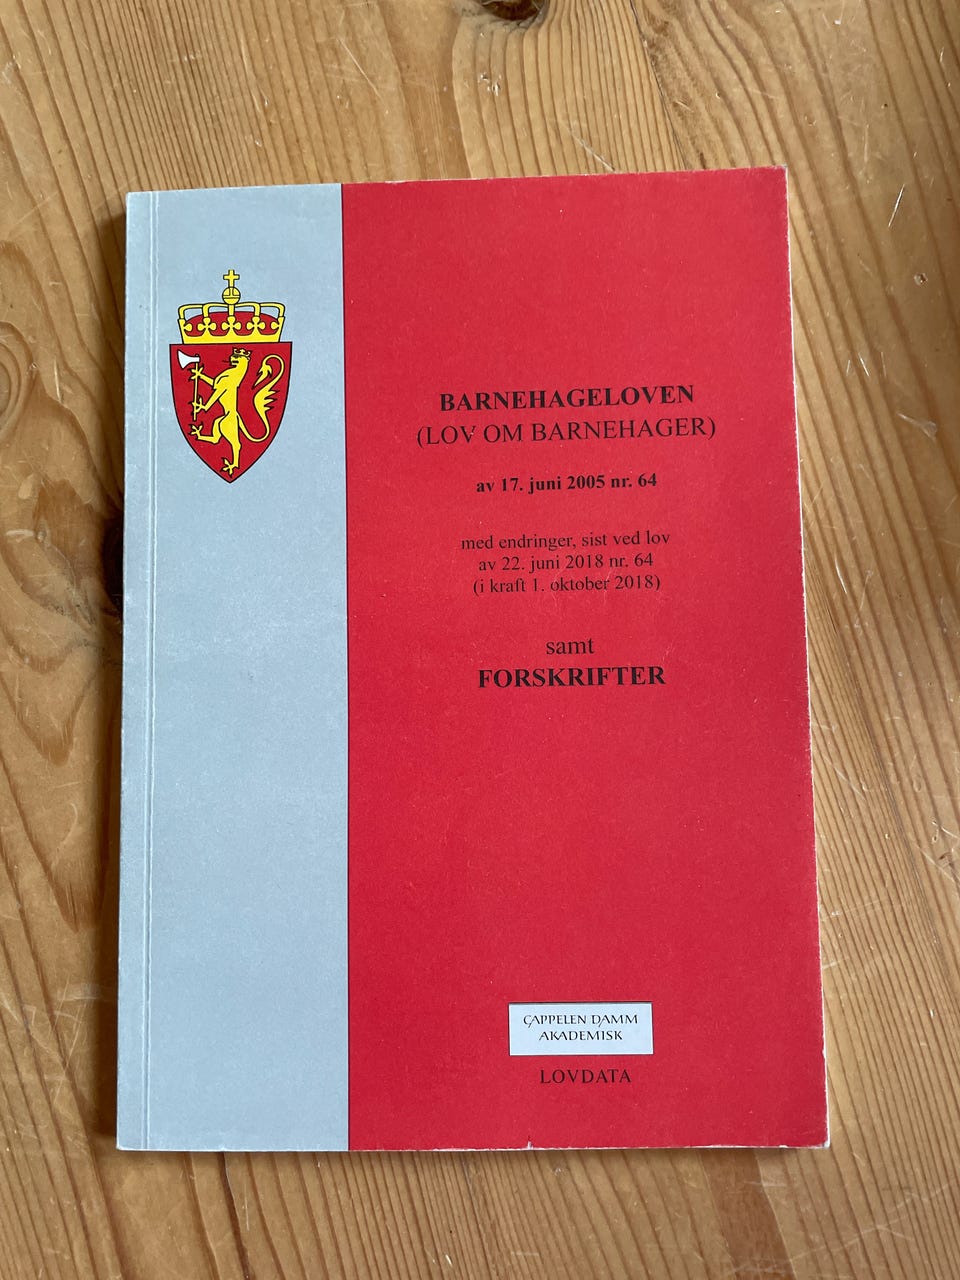 BARNEHAGELOVEN
(LOV OM BARNEHAGER)
av 17. juni 2005 nr. 64
med endringer, sist ved lov
av 22. juni 2018 nr. 64
(i kraft 1. oktober 2018)
samt
FORSKRIFTER
CAPPELEN DAMM
AKADEMISK
LOVDATA